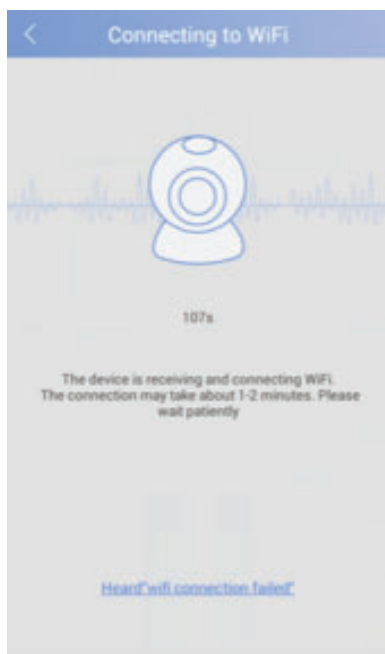 Connecting to WiFi
107s
The device is receiving and connecting WiFi.
The connection may take about 1-2 minutes. Please
wait patiently
Heard"wifi connection failed"